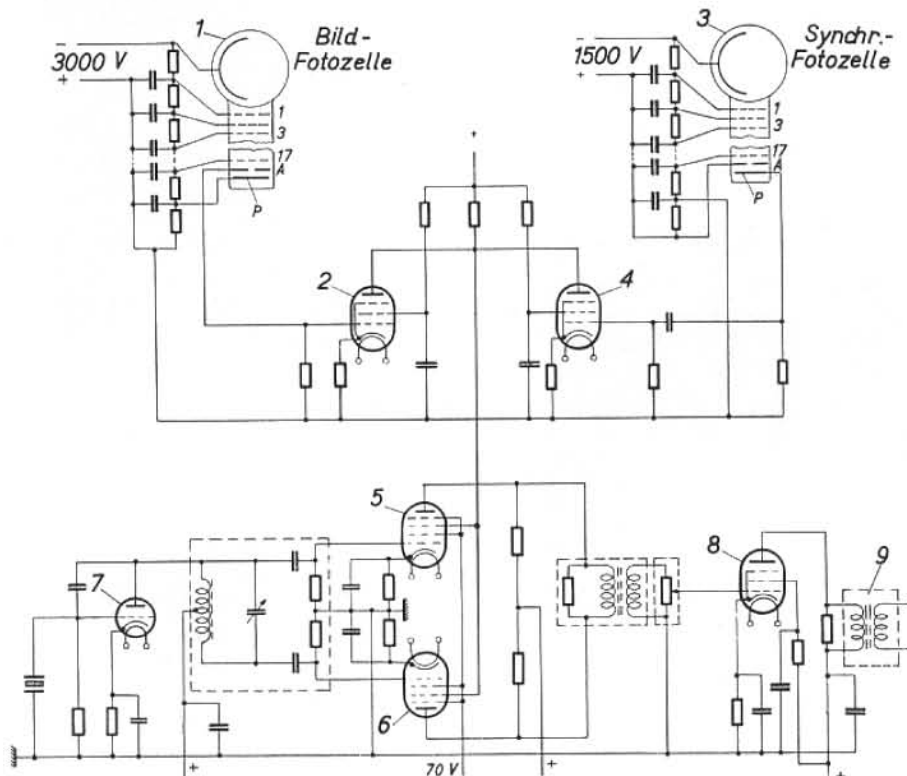 1
Bild-
Fotozelle
–
3000 V
+
1
3
17
A
P
3
Synchr.-
Fotozelle
–
1500 V
+
1
3
17
A
P
+
2
4
5
6
7
8
9
+
70 V
+
+